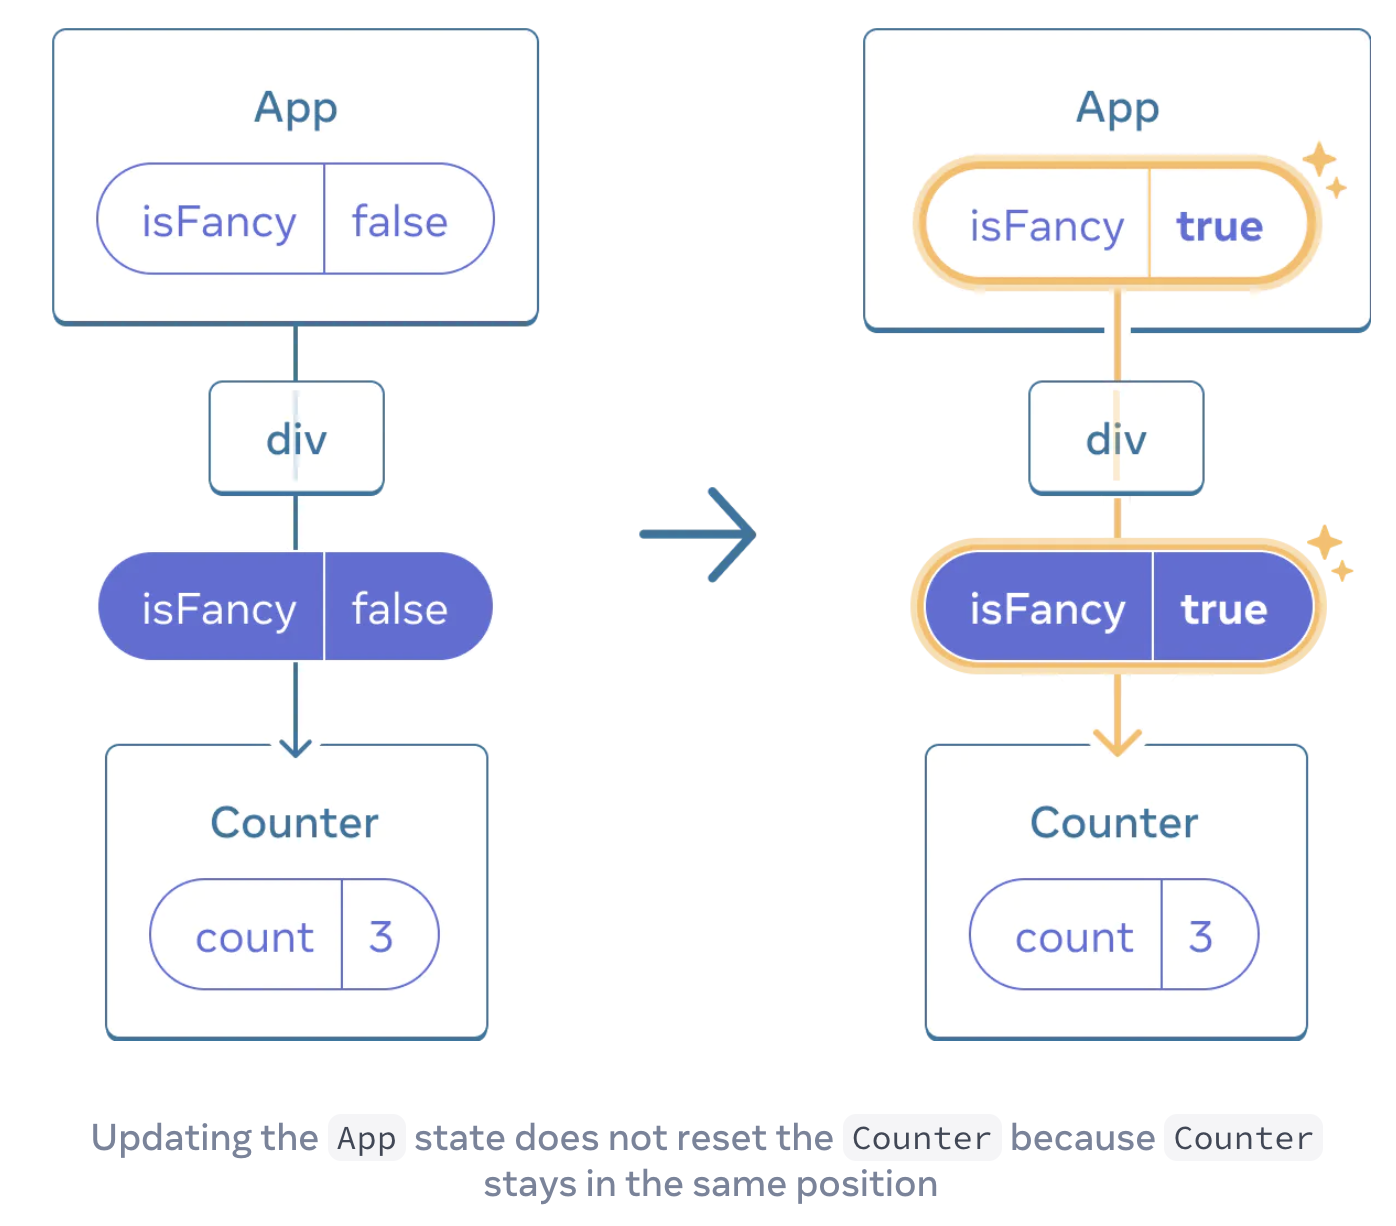 App
isFancy false
div
isFancy false
Counter
count 3
App
isFancy true
div
isFancy true
Counter
count 3
Updating the App state does not reset the Counter because Counter
stays in the same position